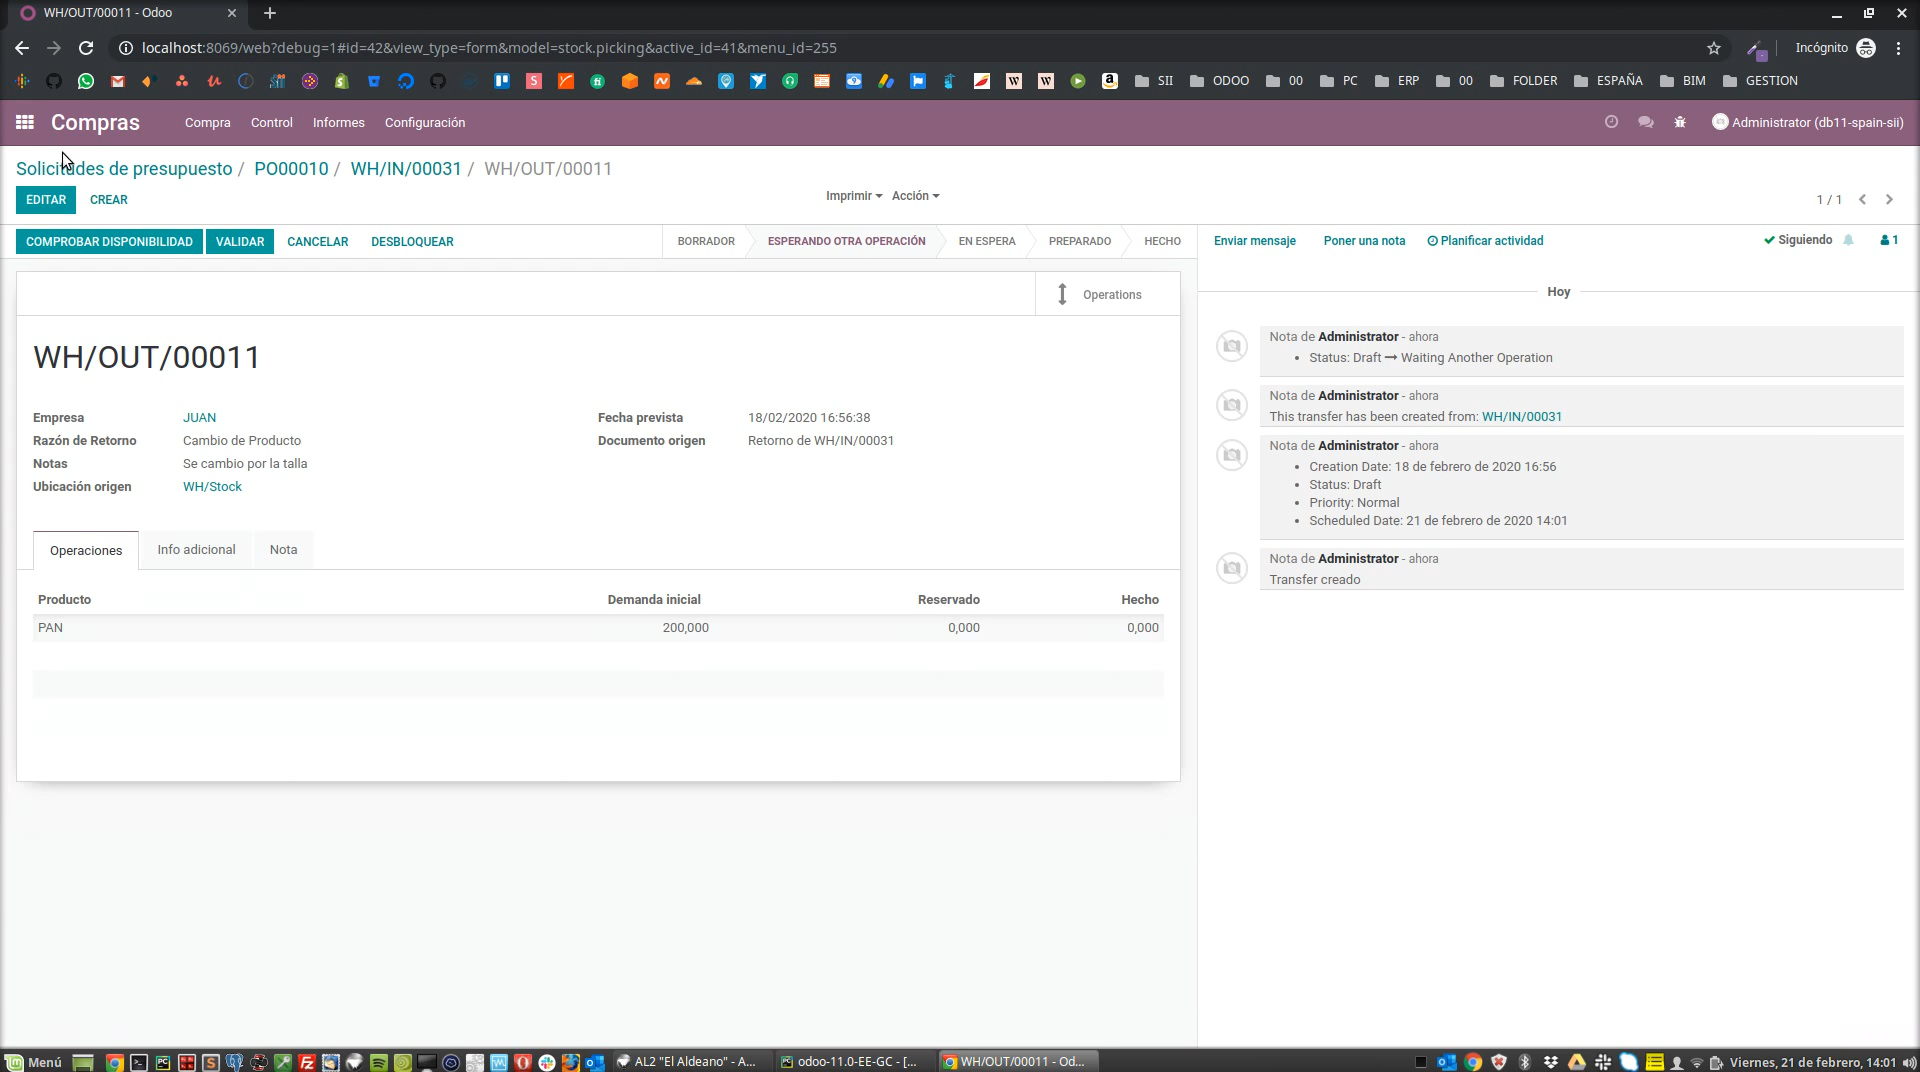 WH/OUT/00011 - Odoo
localhost:8069/web?debug=1#id=42&view_type=form&model=stock.picking&active_id=41&menu_id=255
Incógnito
SII ODOO 00 PC ERP 00 FOLDER ESPAÑA BIM GESTION
Compras Compra Control Informes Configuración Administrator (db11-spain-sii)
Solicitudes de presupuesto / PO00010 / WH/IN/00031 / WH/OUT/00011
EDITAR CREAR Imprimir Acción 1 / 1
COMPROBAR DISPONIBILIDAD VALIDAR CANCELAR DESBLOQUEAR BORRADOR ESPERANDO OTRA OPERACIÓN EN ESPERA PREPARADO HECHO
Operations
WH/OUT/00011
Empresa JUAN
Razón de Retorno Cambio de Producto
Notas Se cambio por la talla
Ubicación origen WH/Stock
Fecha prevista 18/02/2020 16:56:38
Documento origen Retorno de WH/IN/00031
Operaciones Info adicional Nota
Producto Demanda inicial Reservado Hecho
PAN 200,000 0,000 0,000
Enviar mensaje Poner una nota Planificar actividad Siguiendo 1
Hoy
Nota de Administrator - ahora
• Status: Draft → Waiting Another Operation
Nota de Administrator - ahora
This transfer has been created from: WH/IN/00031
Nota de Administrator - ahora
• Creation Date: 18 de febrero de 2020 16:56
• Status: Draft
• Priority: Normal
• Scheduled Date: 21 de febrero de 2020 14:01
Nota de Administrator - ahora
Transfer creado
Menú AL2 "El Aldeano" - A... odoo-11.0-EE-GC - [... WH/OUT/00011 - Od... Viernes, 21 de febrero, 14:01